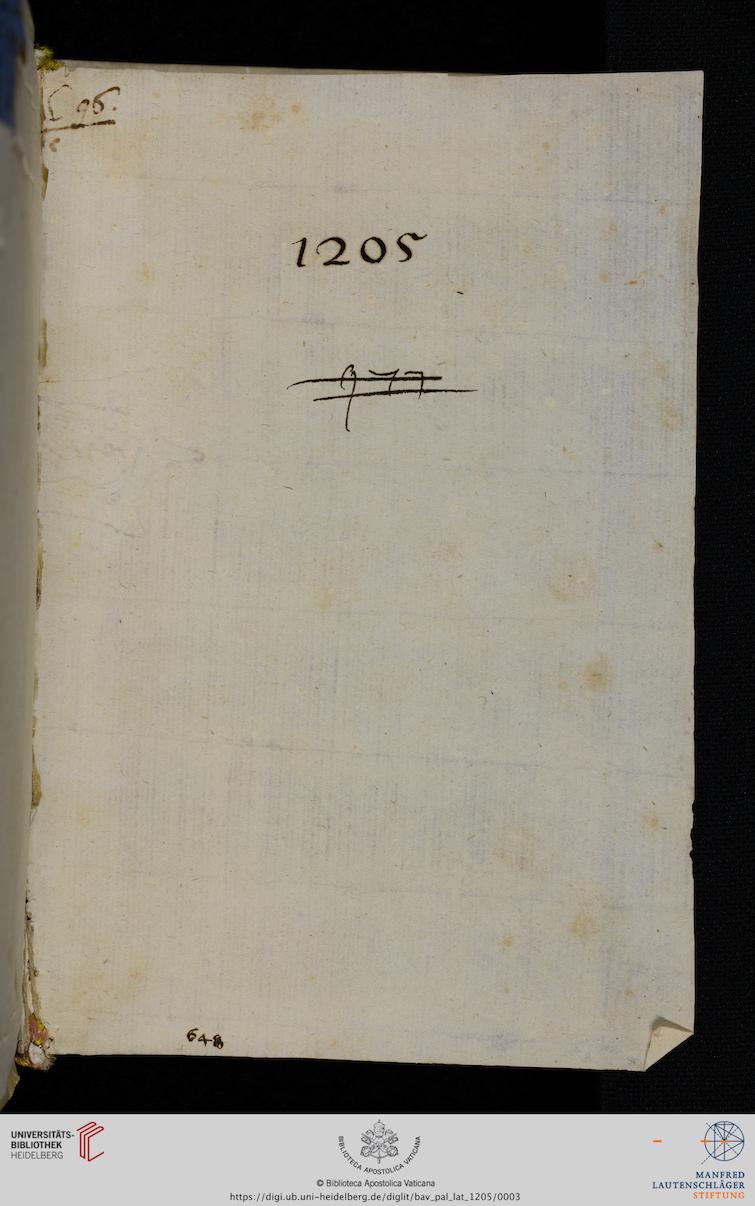 C 96.
1205
977
648
UNIVERSITÄTS-
BIBLIOTHEK
HEIDELBERG
BIBLIOTECA APOSTOLICA VATICANA
© Biblioteca Apostolica Vaticana
https://digi.ub.uni-heidelberg.de/diglit/bav_pal_lat_1205/0003
MANFRED
LAUTENSCHLÄGER
STIFTUNG